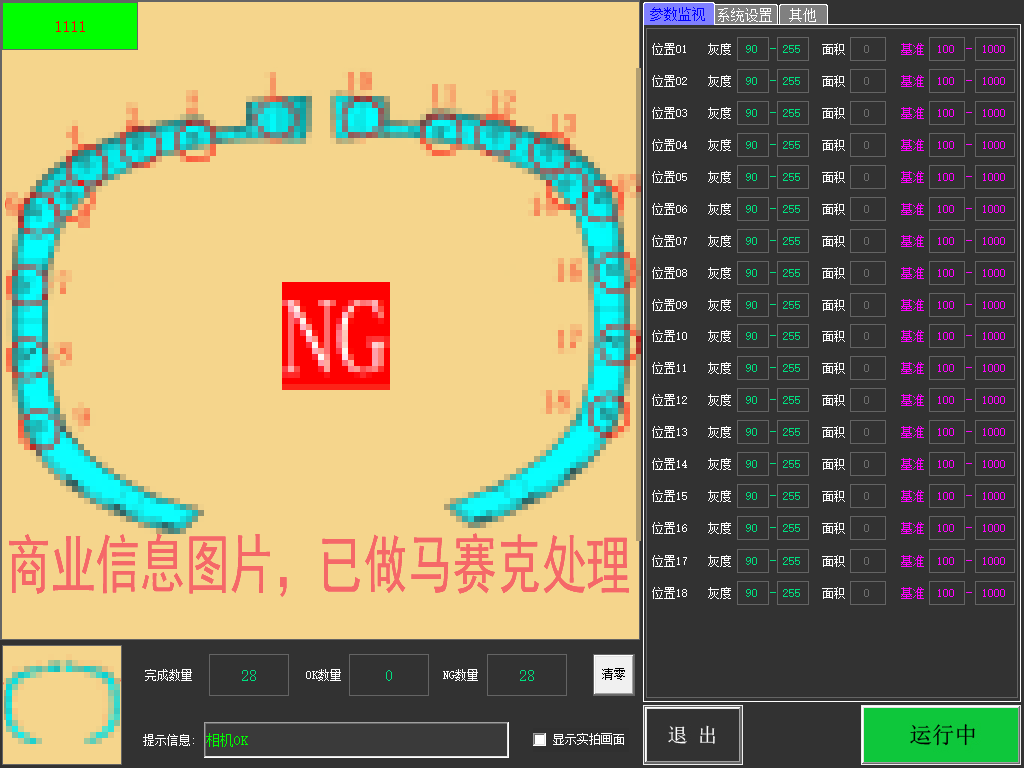 1111
参数监视 系统设置 其他
位置01 灰度 90 - 255 面积 0 基准 100 - 1000
位置02 灰度 90 - 255 面积 0 基准 100 - 1000
位置03 灰度 90 - 255 面积 0 基准 100 - 1000
位置04 灰度 90 - 255 面积 0 基准 100 - 1000
位置05 灰度 90 - 255 面积 0 基准 100 - 1000
位置06 灰度 90 - 255 面积 0 基准 100 - 1000
位置07 灰度 90 - 255 面积 0 基准 100 - 1000
位置08 灰度 90 - 255 面积 0 基准 100 - 1000
位置09 灰度 90 - 255 面积 0 基准 100 - 1000
位置10 灰度 90 - 255 面积 0 基准 100 - 1000
位置11 灰度 90 - 255 面积 0 基准 100 - 1000
位置12 灰度 90 - 255 面积 0 基准 100 - 1000
位置13 灰度 90 - 255 面积 0 基准 100 - 1000
位置14 灰度 90 - 255 面积 0 基准 100 - 1000
位置15 灰度 90 - 255 面积 0 基准 100 - 1000
位置16 灰度 90 - 255 面积 0 基准 100 - 1000
位置17 灰度 90 - 255 面积 0 基准 100 - 1000
位置18 灰度 90 - 255 面积 0 基准 100 - 1000
NG
商业信息图片，已做马赛克处理
完成数量 28 OK数量 0 NG数量 28 清零
提示信息: 相机OK 显示实拍画面
退 出 运行中